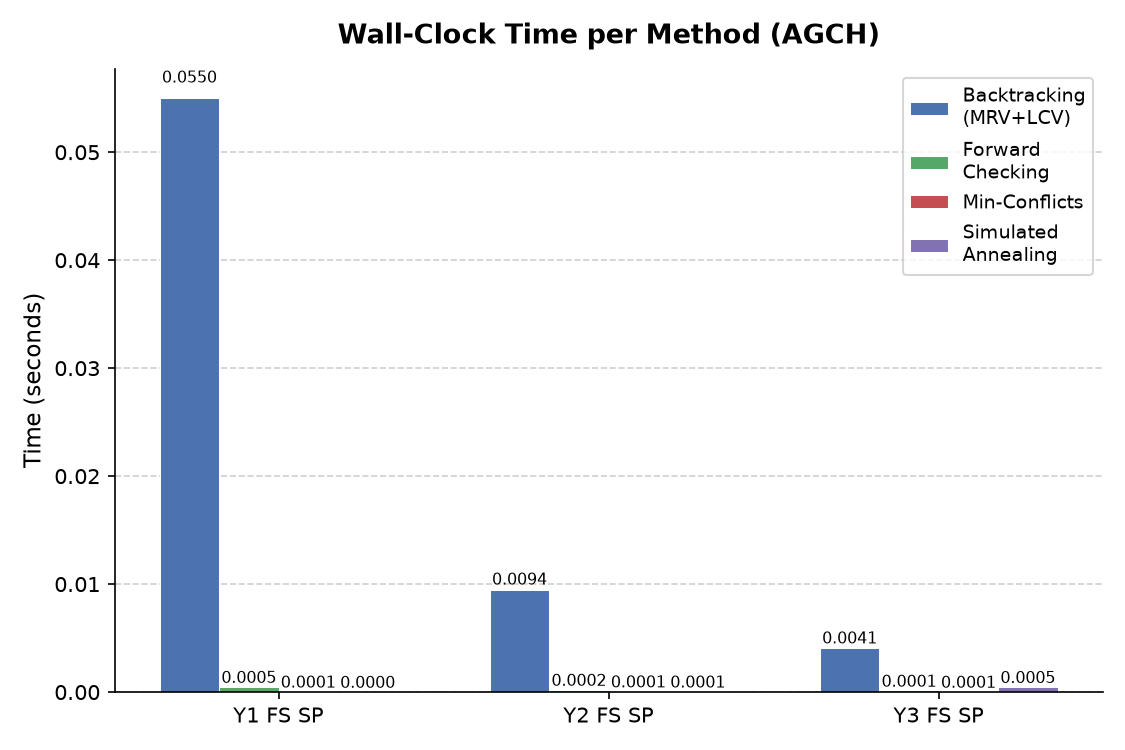 Wall-Clock Time per Method (AGCH)
Backtracking
(MRV+LCV)
Forward
Checking
Min-Conflicts
Simulated
Annealing
Time (seconds)
0.05
0.04
0.03
0.02
0.01
0.00
0.0550
0.0005
0.0001
0.0000
0.0094
0.0002
0.0001
0.0001
0.0041
0.0001
0.0001
0.0005
Y1 FS SP
Y2 FS SP
Y3 FS SP